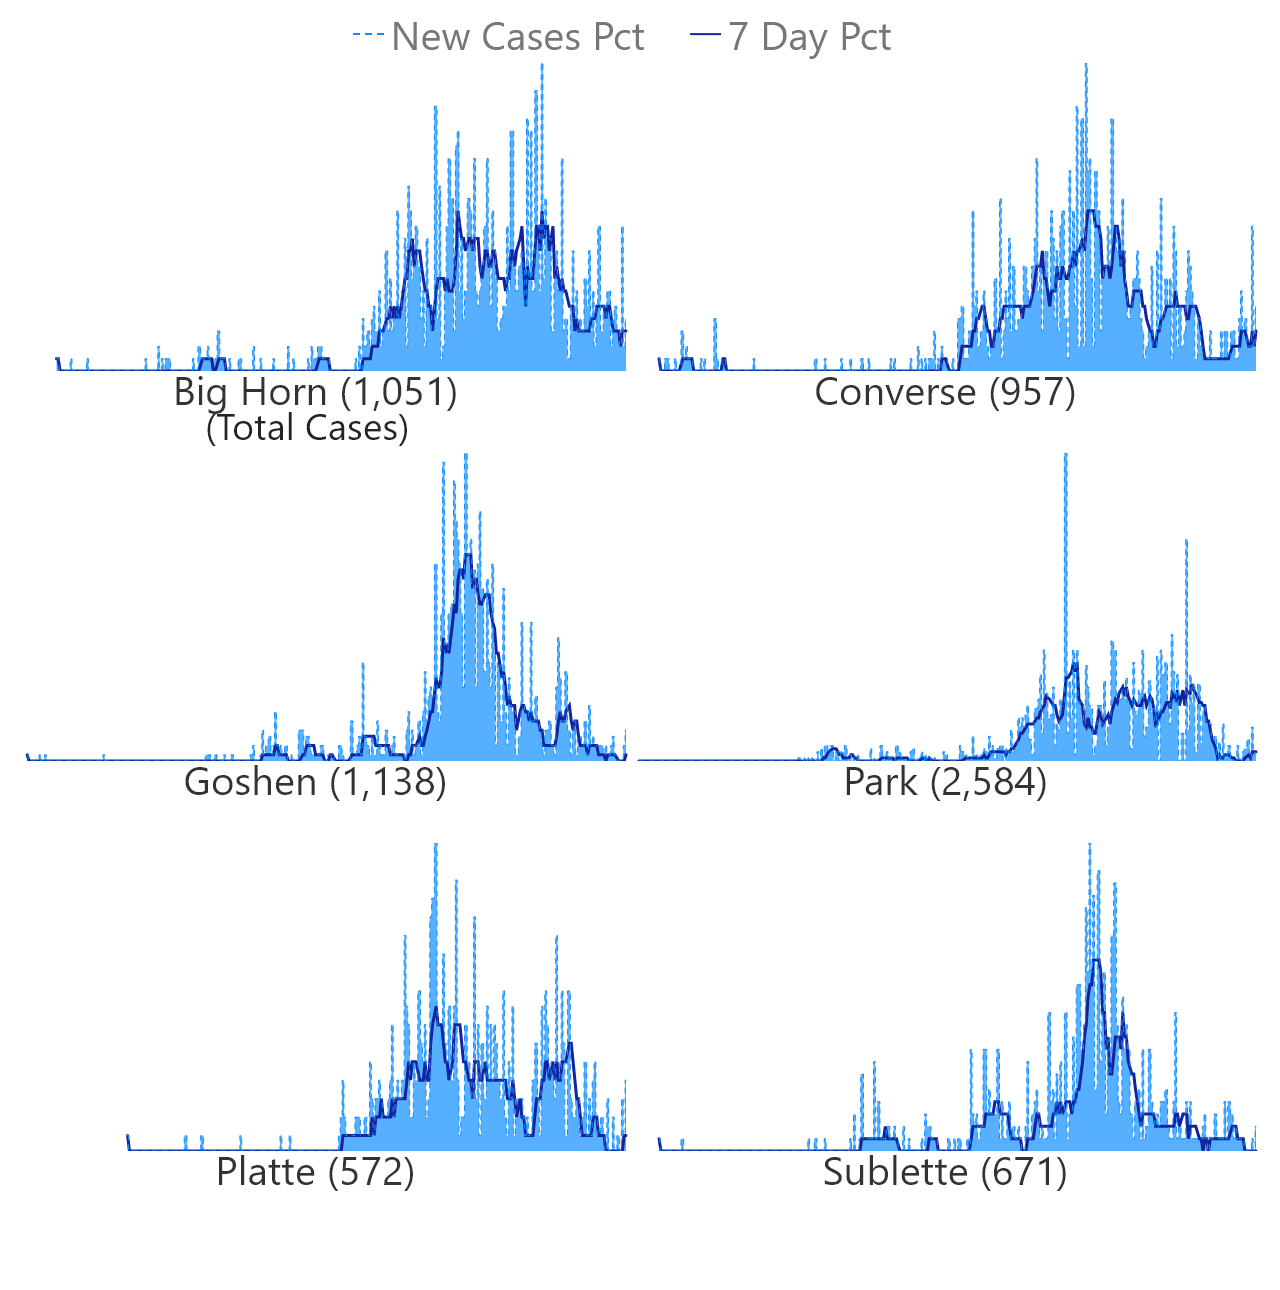 New Cases Pct 7 Day Pct
Big Horn (1,051) Converse (957)
(Total Cases)
Goshen (1,138) Park (2,584)
Platte (572) Sublette (671)